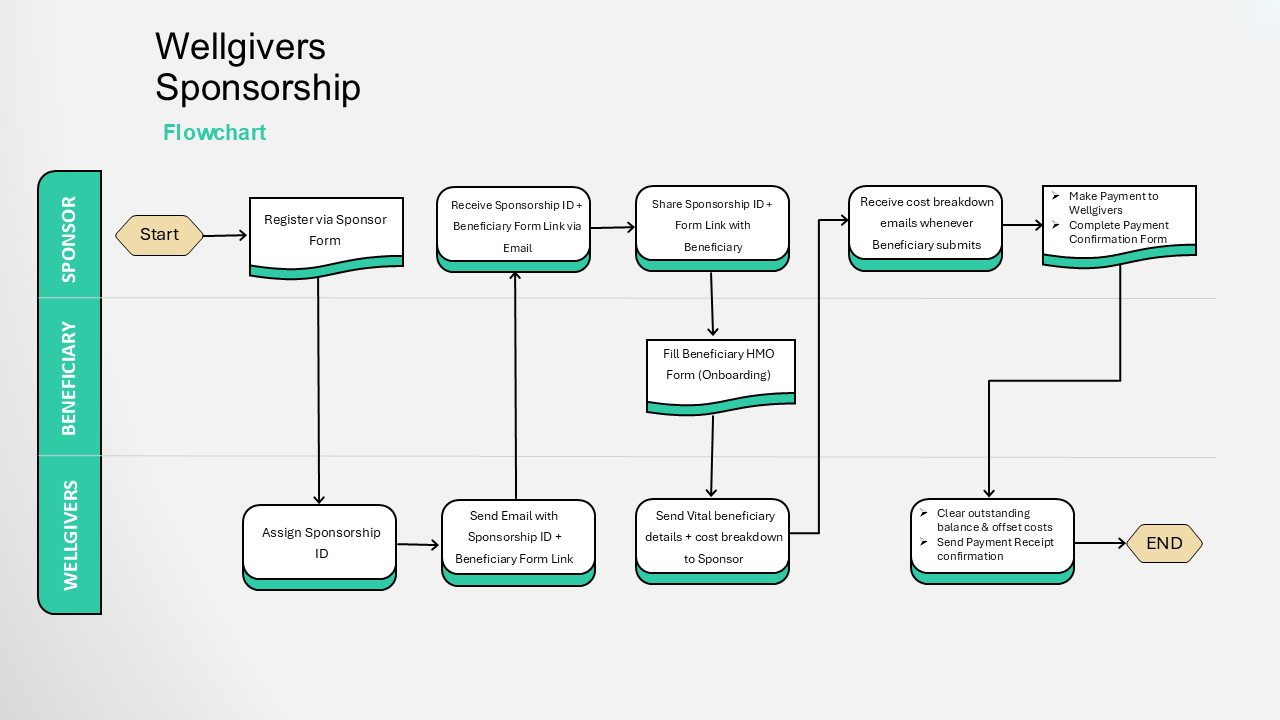 Wellgivers
Sponsorship
Flowchart
SPONSOR
Start
Register via Sponsor
Form
Receive Sponsorship ID +
Beneficiary Form Link via
Email
Share Sponsorship ID +
Form Link with
Beneficiary
Receive cost breakdown
emails whenever
Beneficiary submits
Make Payment to
Wellgivers
Complete Payment
Confirmation Form
BENEFICIARY
Fill Beneficiary HMO
Form (Onboarding)
WELLGIVERS
Assign Sponsorship
ID
Send Email with
Sponsorship ID +
Beneficiary Form Link
Send Vital beneficiary
details + cost breakdown
to Sponsor
Clear outstanding
balance & offset costs
Send Payment Receipt
confirmation
END